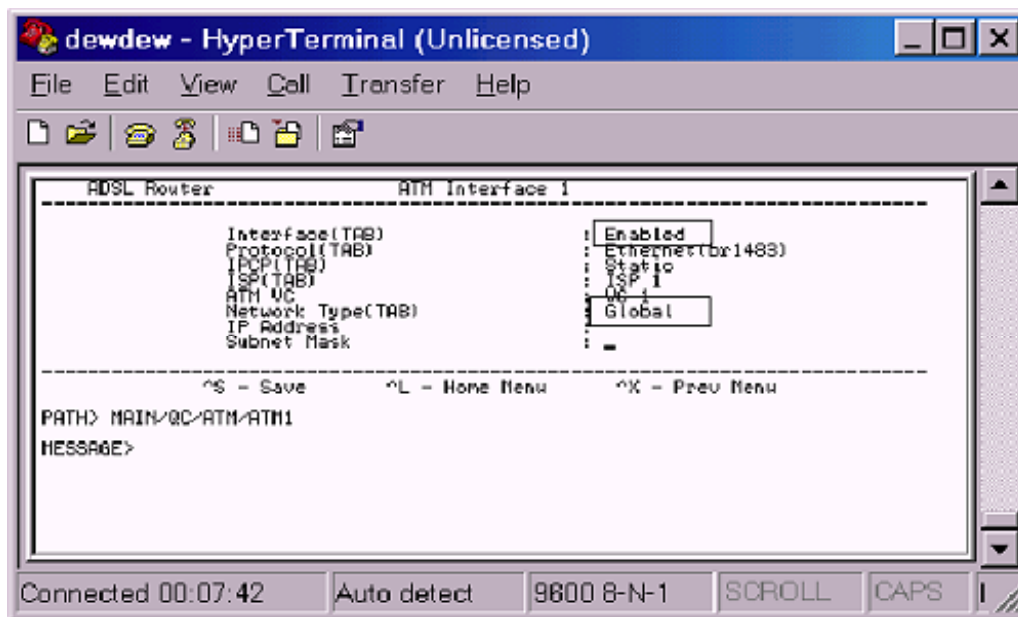 dewdew - HyperTerminal (Unlicensed)
File Edit View Call Transfer Help
ADSL Router ATM Interface 1
Interface(TAB) : Enabled
Protocol(TAB) : Ethernet(br1483)
IPCP(TAB) : Static
ISP(TAB) : ISP 1
ATM VC : VC 1
Network Type(TAB) : Global
IP Address :
Subnet Mask :
^S - Save ^L - Home Menu ^X - Prev Menu
PATH> MAIN/QC/ATM/ATM1
MESSAGE>
Connected 00:07:42 Auto detect 9600 8-N-1 SCROLL CAPS